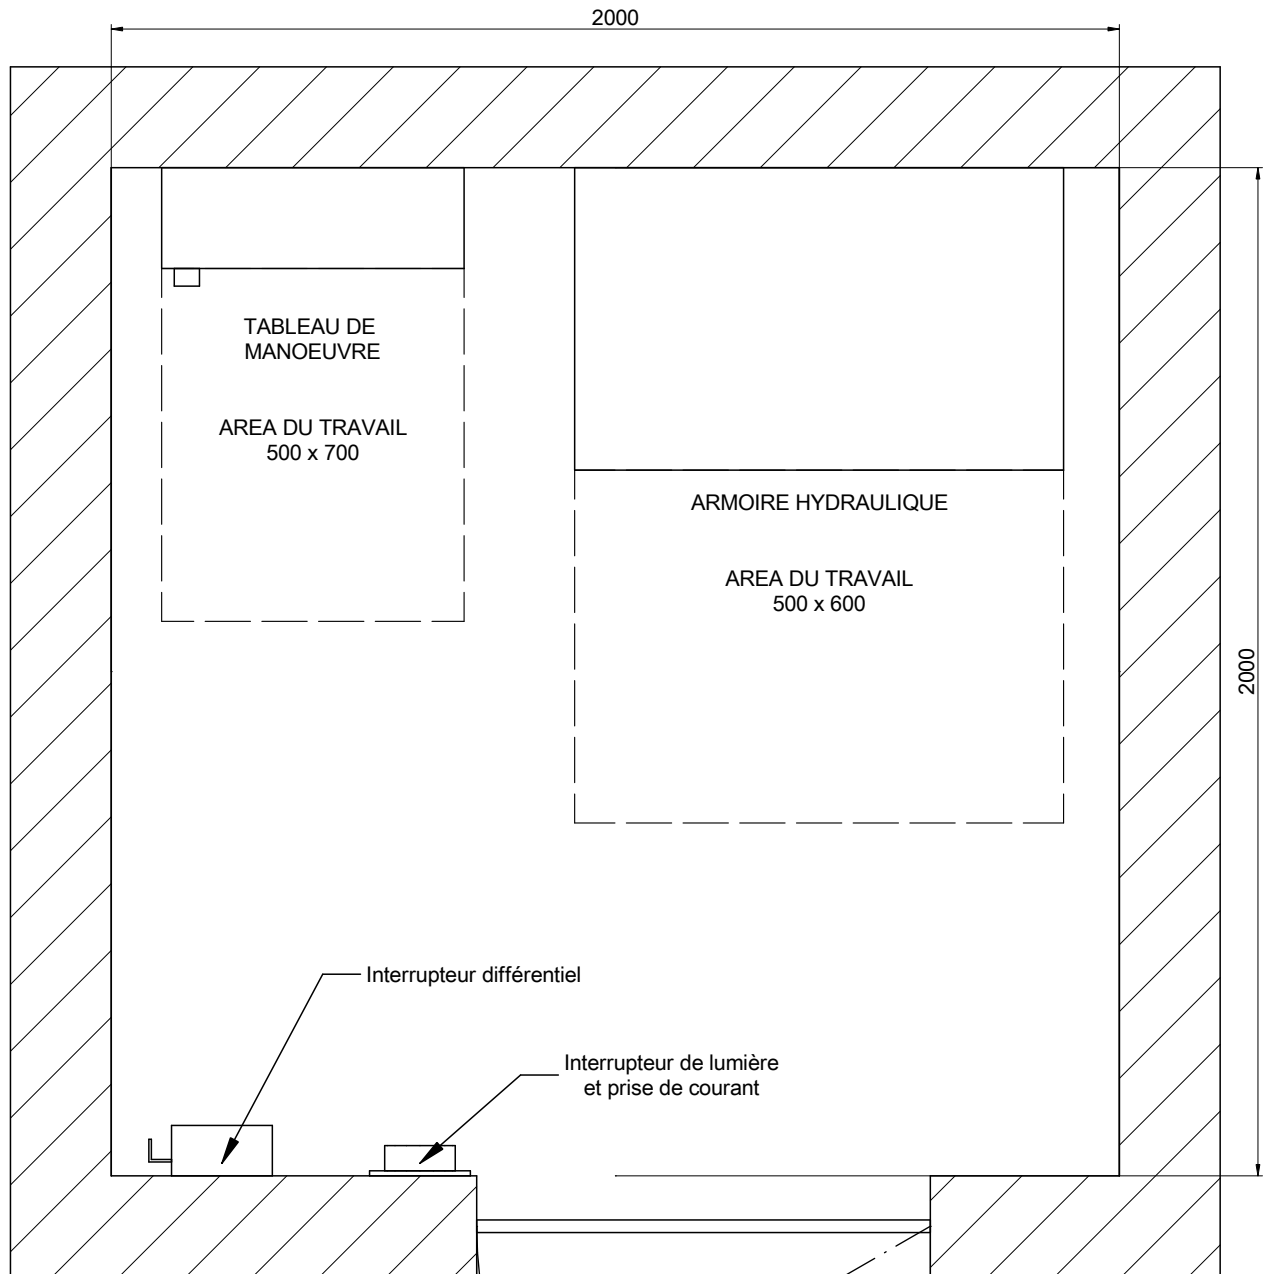 2000
TABLEAU DE
MANOEUVRE
AREA DU TRAVAIL
500 x 700
ARMOIRE HYDRAULIQUE
AREA DU TRAVAIL
500 x 600
2000
Interrupteur différentiel
Interrupteur de lumière
et prise de courant